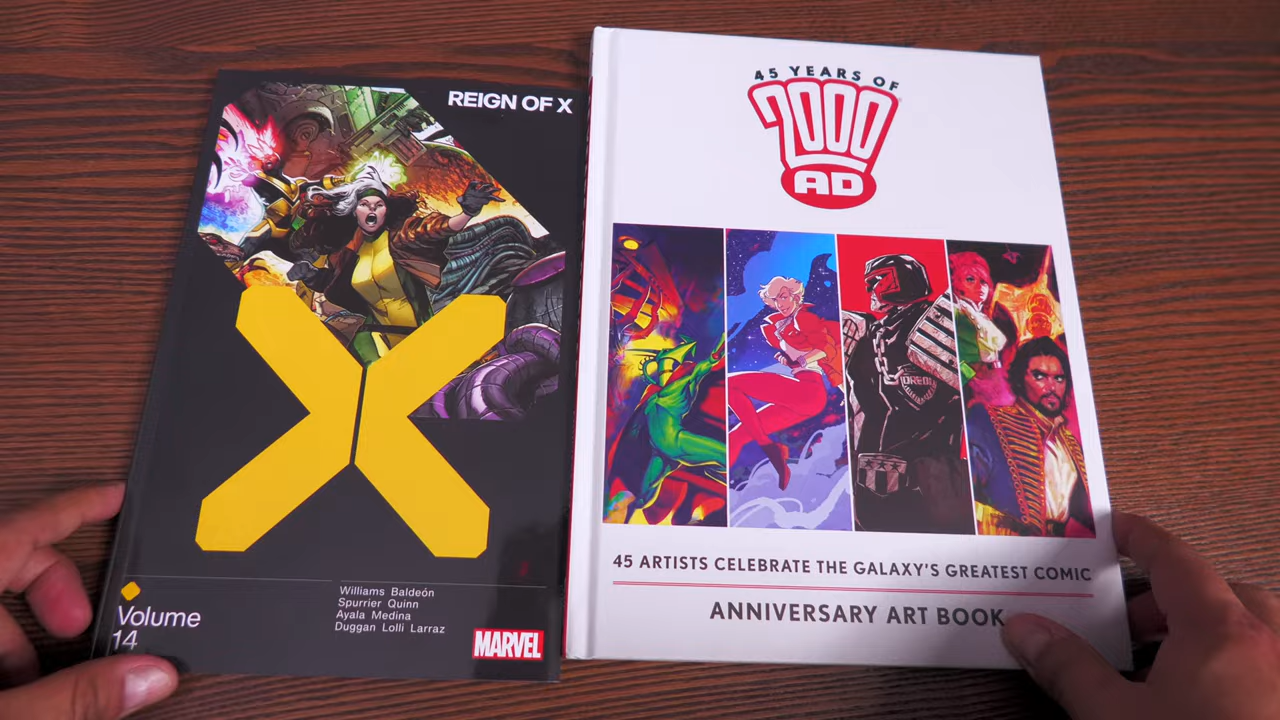 REIGN OF X
Volume
14
Williams Baldeón
Spurrier Quinn
Ayala Medina
Duggan Lolli Larraz
MARVEL
45 YEARS OF
2000
AD
DREDD
45 ARTISTS CELEBRATE THE GALAXY'S GREATEST COMIC
ANNIVERSARY ART BOOK